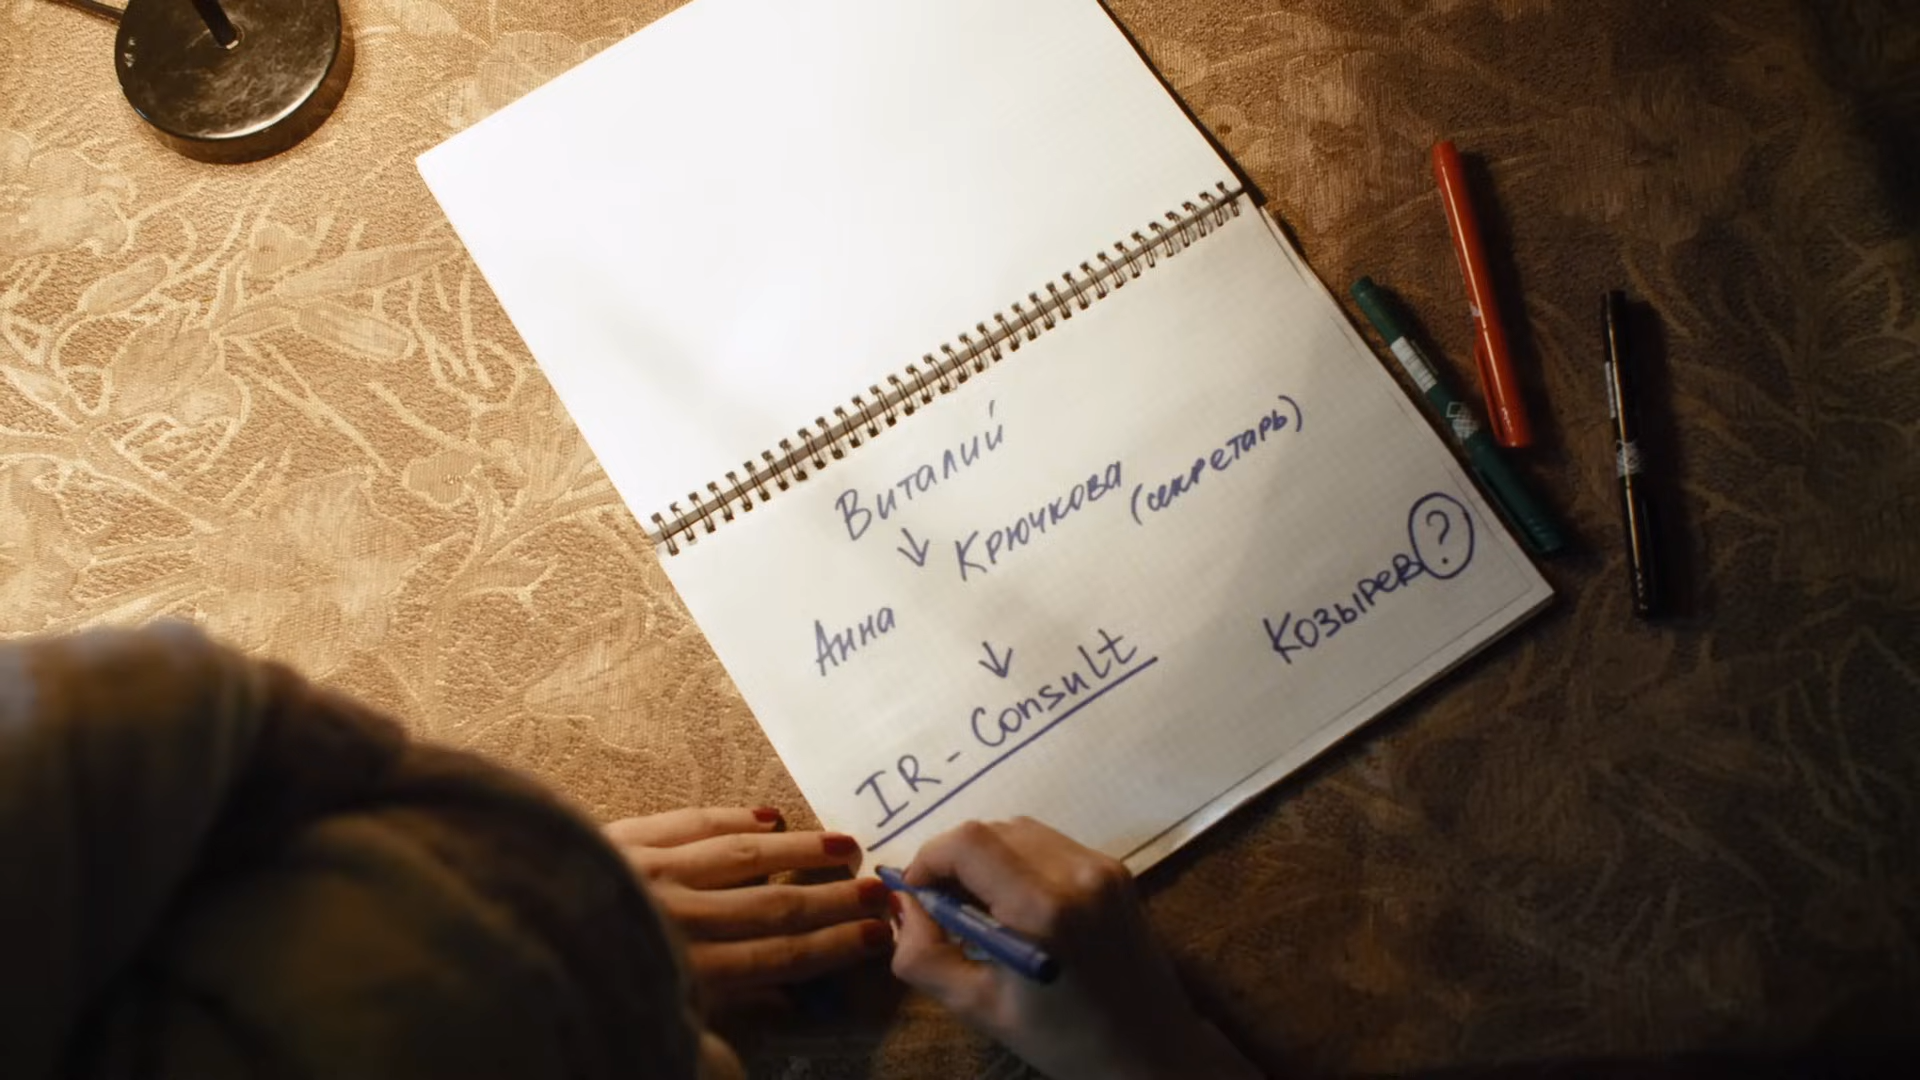 Виталий
↓
Крючкова (секретарь)
Анна
↓
IR-Consult
Козырев ?